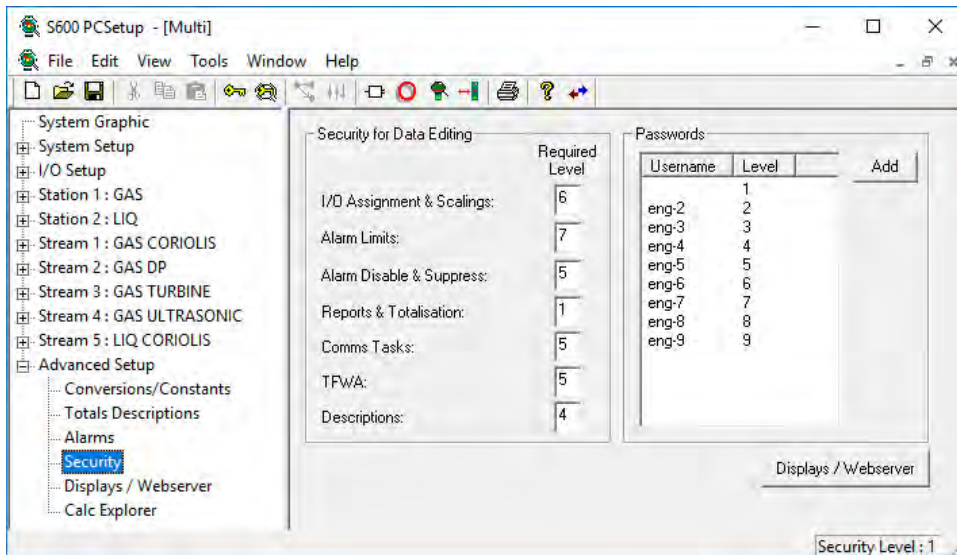 S600 PCSetup - [Multi]
File Edit View Tools Window Help
System Graphic
System Setup
I/O Setup
Station 1 : GAS
Station 2 : LIQ
Stream 1 : GAS CORIOLIS
Stream 2 : GAS DP
Stream 3 : GAS TURBINE
Stream 4 : GAS ULTRASONIC
Stream 5 : LIQ CORIOLIS
Advanced Setup
Conversions/Constants
Totals Descriptions
Alarms
Security
Displays / Webserver
Calc Explorer
Security for Data Editing
Required
Level
I/O Assignment & Scalings: 6
Alarm Limits: 7
Alarm Disable & Suppress: 5
Reports & Totalisation: 1
Comms Tasks: 5
TFWA: 5
Descriptions: 4
Passwords
Username Level
1
eng-2 2
eng-3 3
eng-4 4
eng-5 5
eng-6 6
eng-7 7
eng-8 8
eng-9 9
Add
Displays / Webserver
Security Level : 1